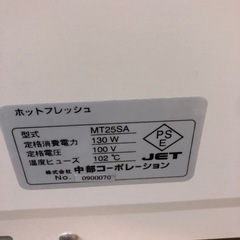 ホットフレッシュ
型式 MT25SA
定格消費電力 130 W
定格電圧 100 V
温度ヒューズ 102 ℃
PS
E
JET
株式会社 中部コーポレーション
No. 0900070